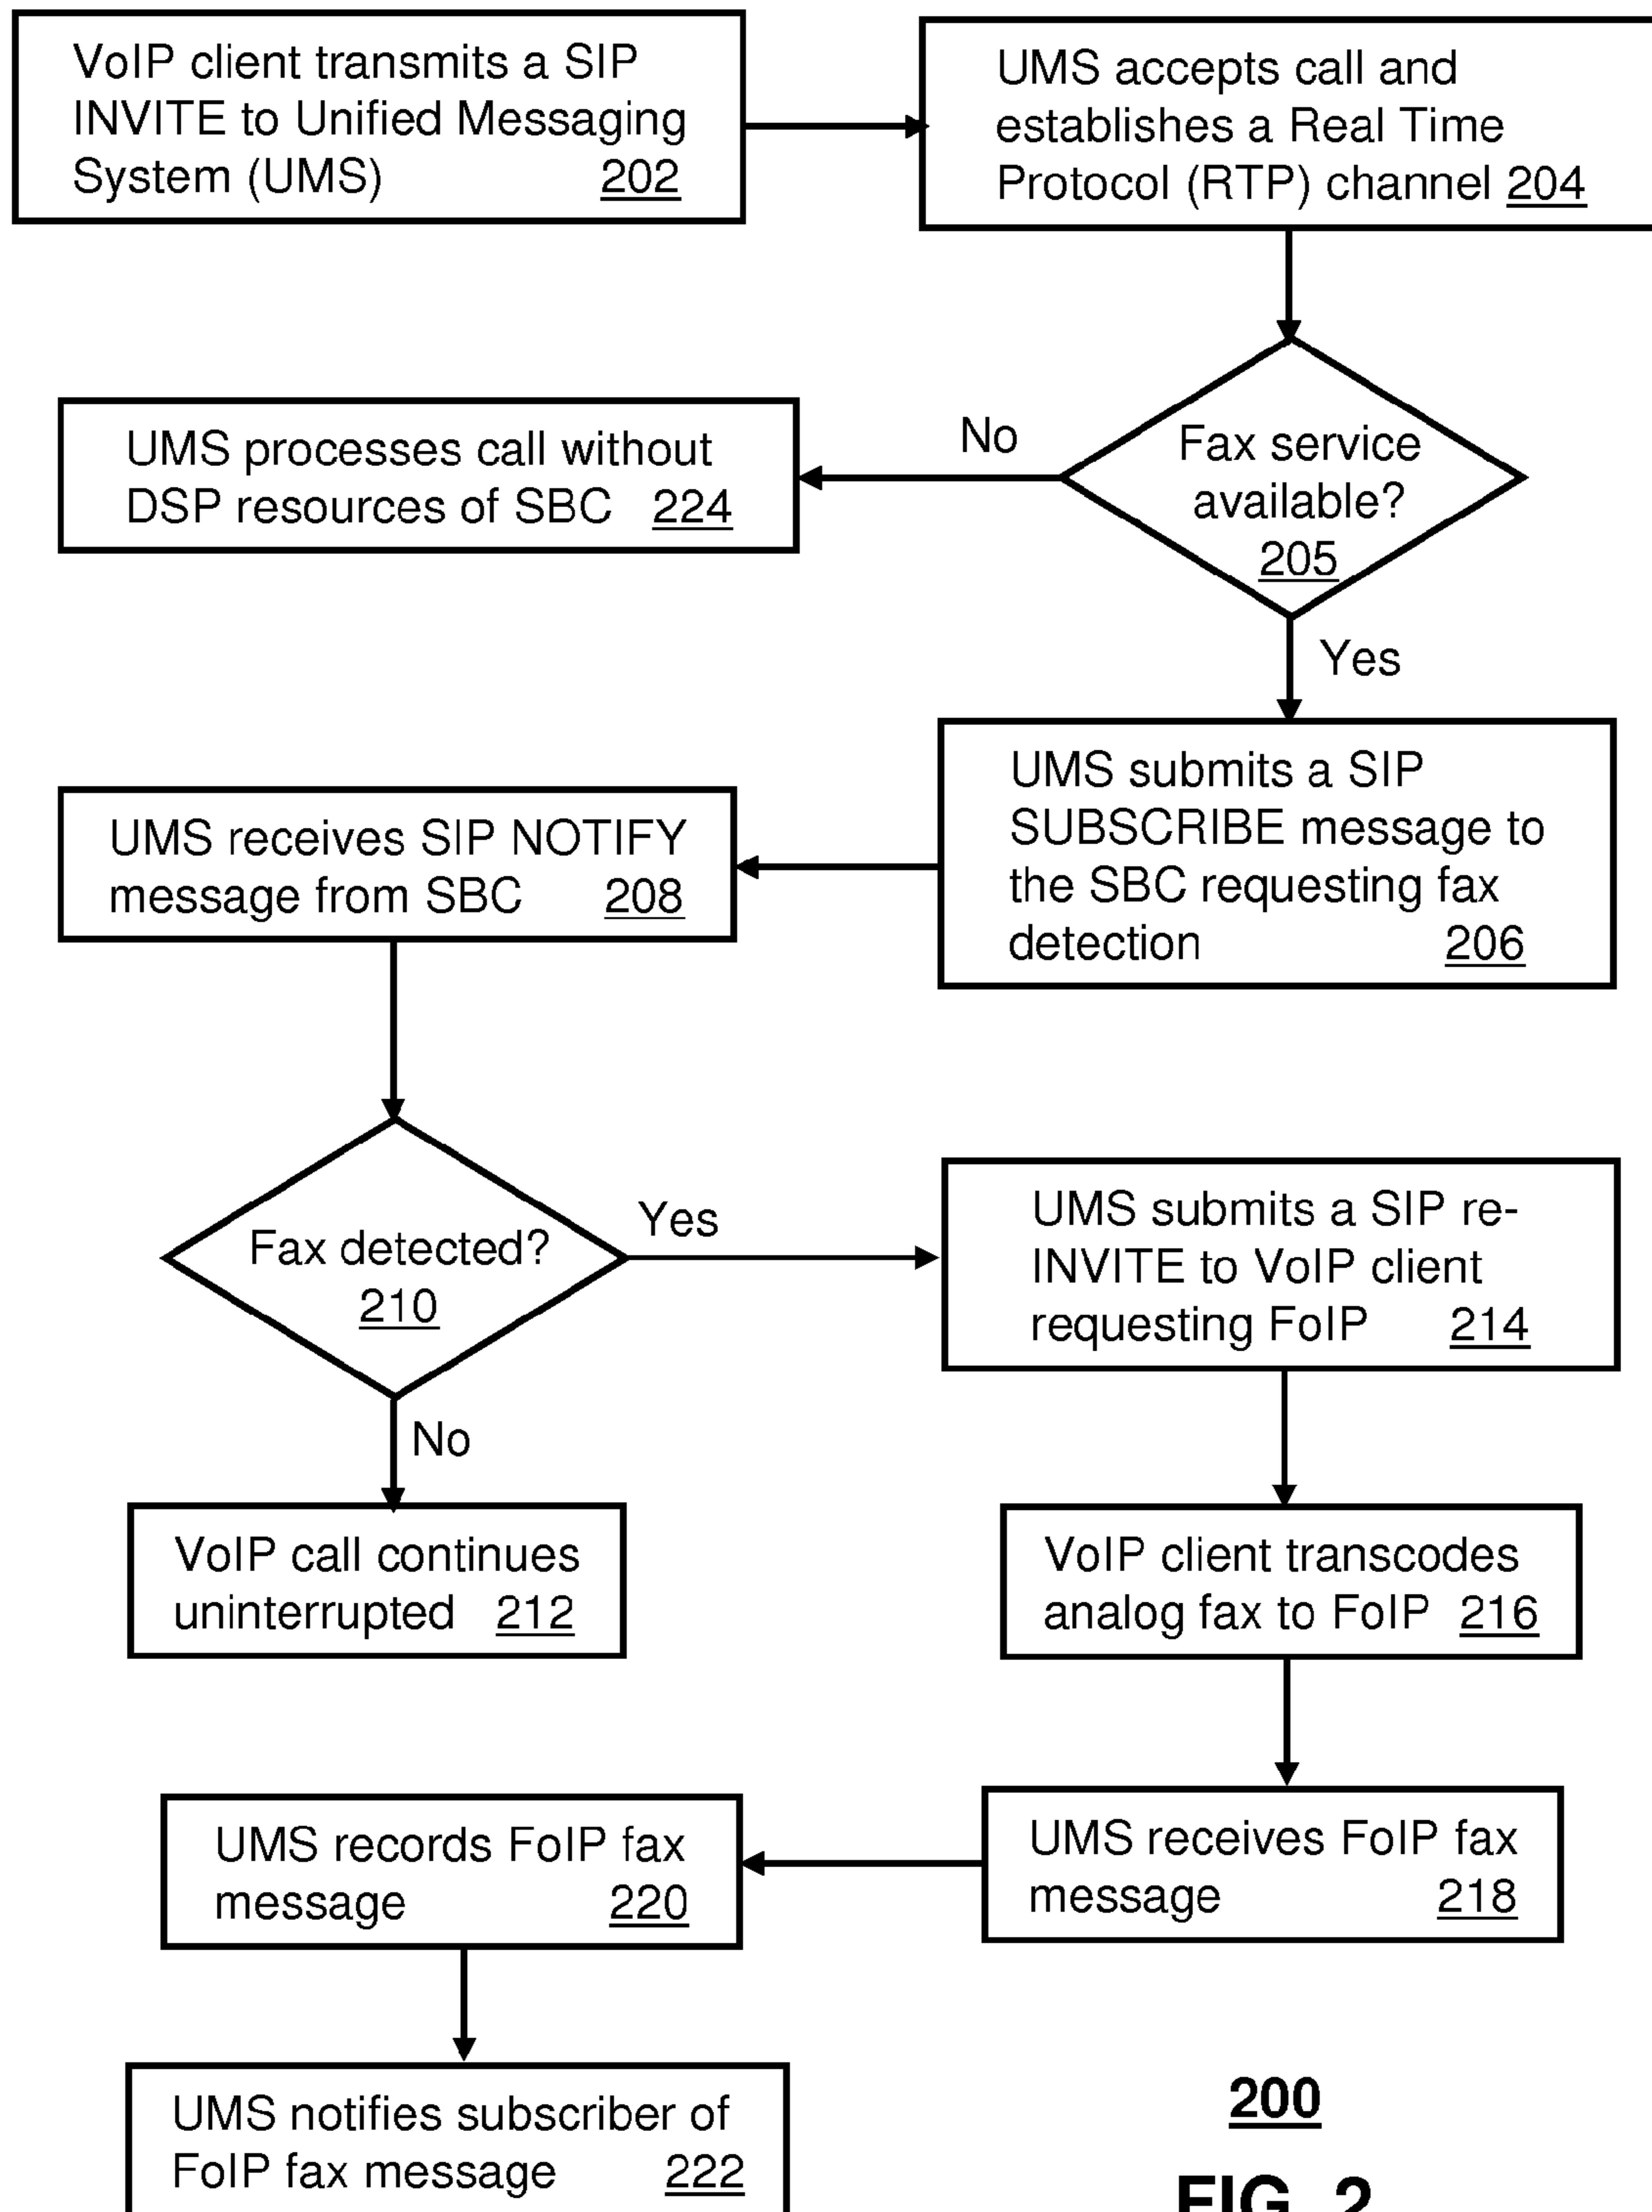 VoIP client transmits a SIP
INVITE to Unified Messaging
System (UMS) 202
UMS accepts call and
establishes a Real Time
Protocol (RTP) channel 204
Fax service
available?
205
No
UMS processes call without
DSP resources of SBC 224
Yes
UMS submits a SIP
SUBSCRIBE message to
the SBC requesting fax
detection 206
UMS receives SIP NOTIFY
message from SBC 208
Fax detected?
210
Yes
UMS submits a SIP re-
INVITE to VoIP client
requesting FoIP 214
No
VoIP call continues
uninterrupted 212
VoIP client transcodes
analog fax to FoIP 216
UMS receives FoIP fax
message 218
UMS records FoIP fax
message 220
UMS notifies subscriber of
FoIP fax message 222
200
FIG. 2